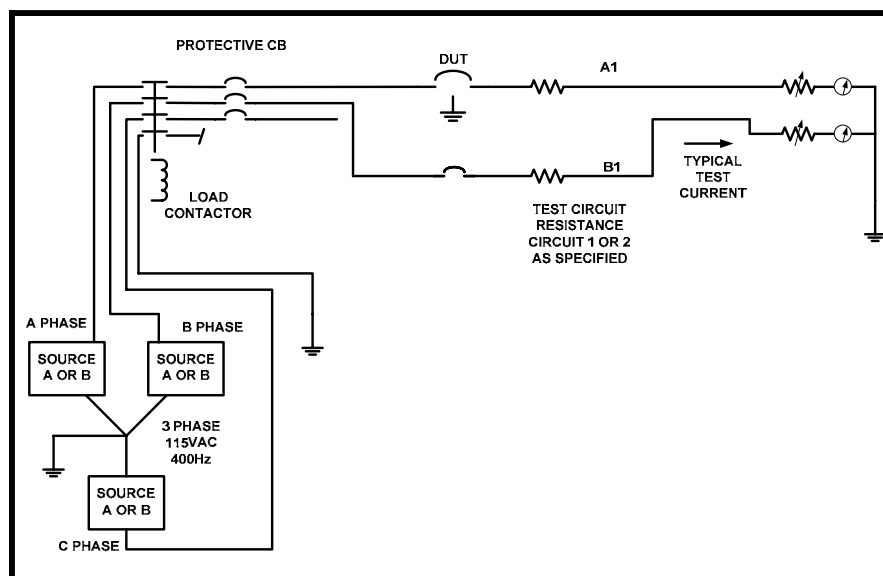 PROTECTIVE CB
DUT
A1
LOAD
CONTACTOR
B1
TYPICAL
TEST
CURRENT
TEST CIRCUIT
RESISTANCE
CIRCUIT 1 OR 2
AS SPECIFIED
A PHASE
B PHASE
SOURCE
A OR B
SOURCE
A OR B
3 PHASE
115VAC
400Hz
SOURCE
A OR B
C PHASE